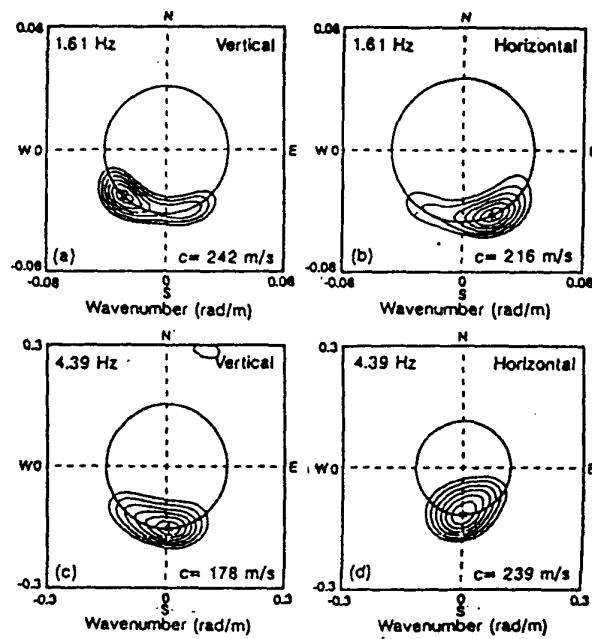 N
0.08
1.61 Hz
Vertical
W 0
E
(a)
c= 242 m/s
-0.08
-0.08
0
0.08
S
Wavenumber (rad/m)
N
0.08
1.61 Hz
Horizontal
W 0
E
(b)
c= 216 m/s
-0.08
-0.08
0
0.08
S
Wavenumber (rad/m)
N
0.3
4.39 Hz
Vertical
W0
E
(c)
c= 178 m/s
-0.3
-0.3
0
0.3
S
Wavenumber (rad/m)
N
0.3
4.39 Hz
Horizontal
W0
E
(d)
c= 239 m/s
-0.3
-0.3
0
0.3
S
Wavenumber (rad/m)